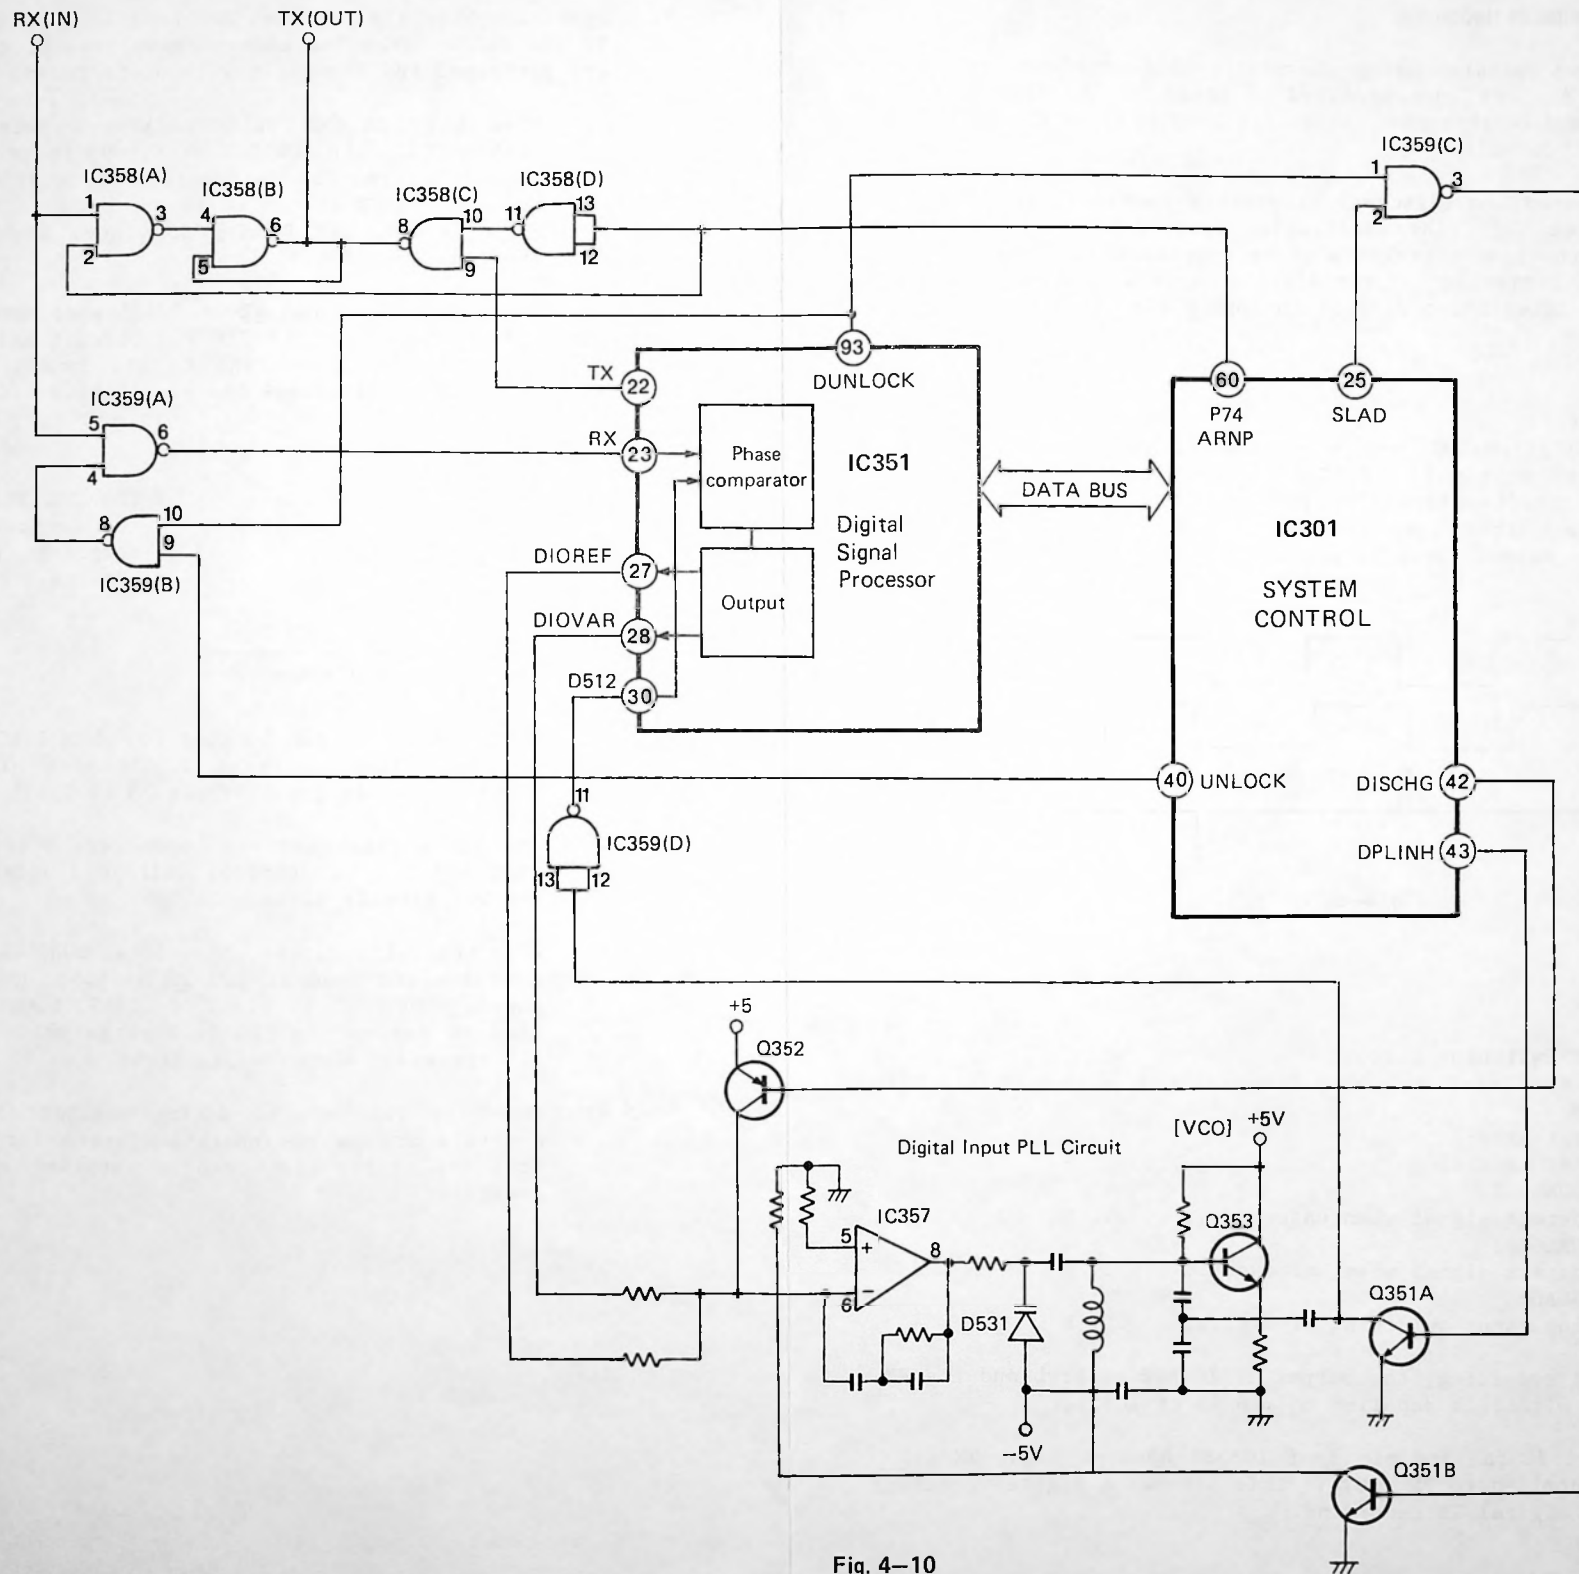 RX(IN)
TX(OUT)
IC358(A)
1
2
3
IC358(B)
4
5
6
IC358(C)
8
10
9
IC358(D)
11
13
12
IC359(C)
1
2
3
IC359(A)
5
4
6
8
10
9
IC359(B)
TX
22
RX
23
93
DUNLOCK
Phase
comparator
IC351
Digital
Signal
Processor
DIOREF
27
DIOVAR
28
Output
D512
30
DATA BUS
60
P74
ARNP
25
SLAD
IC301
SYSTEM
CONTROL
40
UNLOCK
DISCHG
42
DPLINH
43
11
IC359(D)
13
12
+5
Q352
Digital Input PLL Circuit
[VCO]
+5V
IC357
5
+
8
6
−
Q353
D531
Q351A
−5V
Q351B
Fig. 4—10